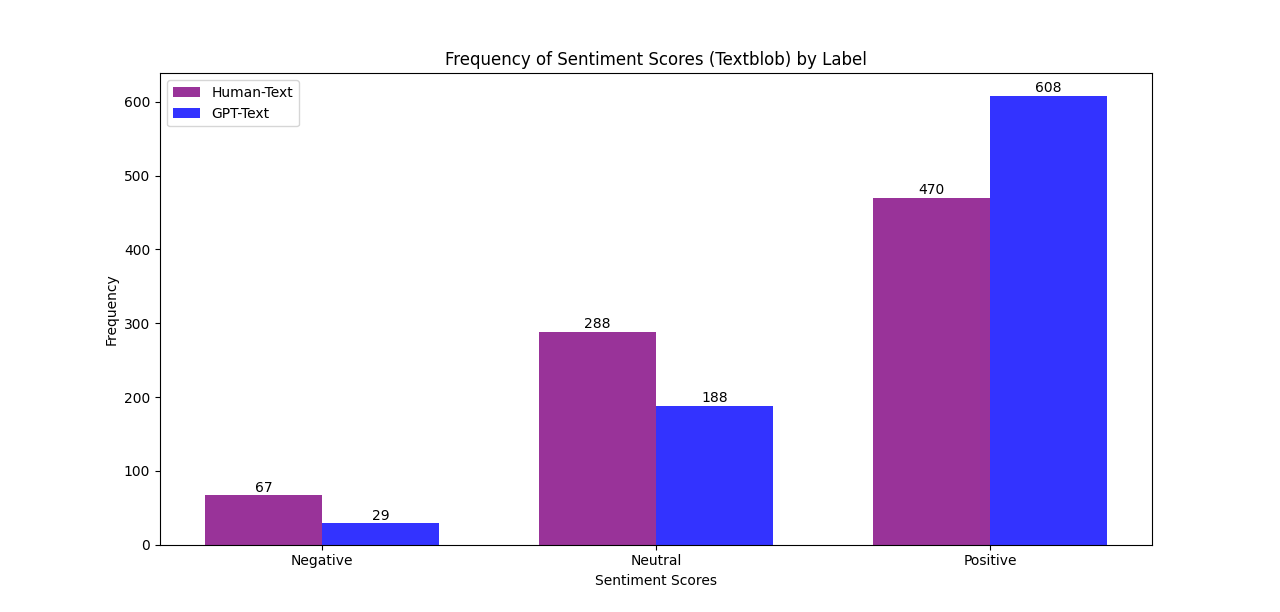 Frequency of Sentiment Scores (Textblob) by Label
Human-Text
GPT-Text
Frequency
600
500
400
300
200
100
0
67
29
288
188
470
608
Negative
Neutral
Positive
Sentiment Scores